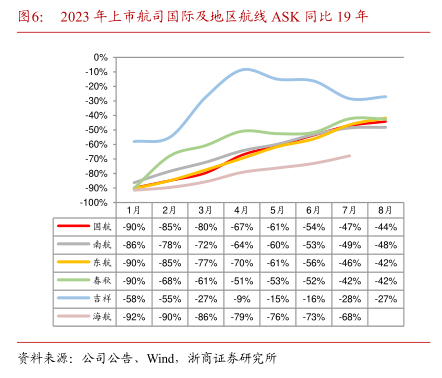 图6： 2023 年上市航司国际及地区航线 ASK 同比 19 年
0%
-10%
-20%
-30%
-40%
-50%
-60%
-70%
-80%
-90%
-100%
1月 2月 3月 4月 5月 6月 7月 8月
国航 -90% -85% -80% -67% -61% -54% -47% -44%
南航 -86% -78% -72% -64% -60% -53% -49% -48%
东航 -90% -85% -77% -70% -61% -56% -46% -42%
春秋 -90% -68% -61% -51% -53% -52% -42% -42%
吉祥 -58% -55% -27% -9% -15% -16% -28% -27%
海航 -92% -90% -86% -79% -76% -73% -68%
资料来源：公司公告、Wind，浙商证券研究所